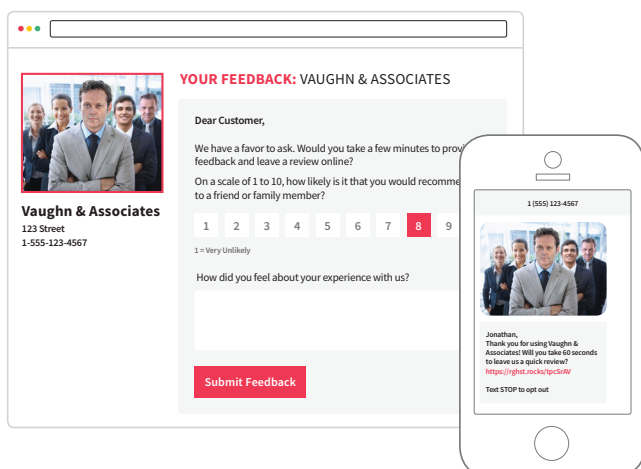 YOUR FEEDBACK: VAUGHN & ASSOCIATES
Vaughn & Associates
123 Street
1-555-123-4567
Dear Customer,
We have a favor to ask. Would you take a few minutes to
feedback and leave a review online?
On a scale of 1 to 10, how likely is it that you would
to a friend or family member?
1 2 3 4 5 6 7 8 9
1 = Very Unlikely
How did you feel about your experience with us?
Submit Feedback
1 (555) 123-4567
Jonathan,
Thank you for using Vaughn &
Associates! Will you take 60 seconds
to leave us a quick review?
https://rghst.rocks/tpcSrAV
Text STOP to opt out